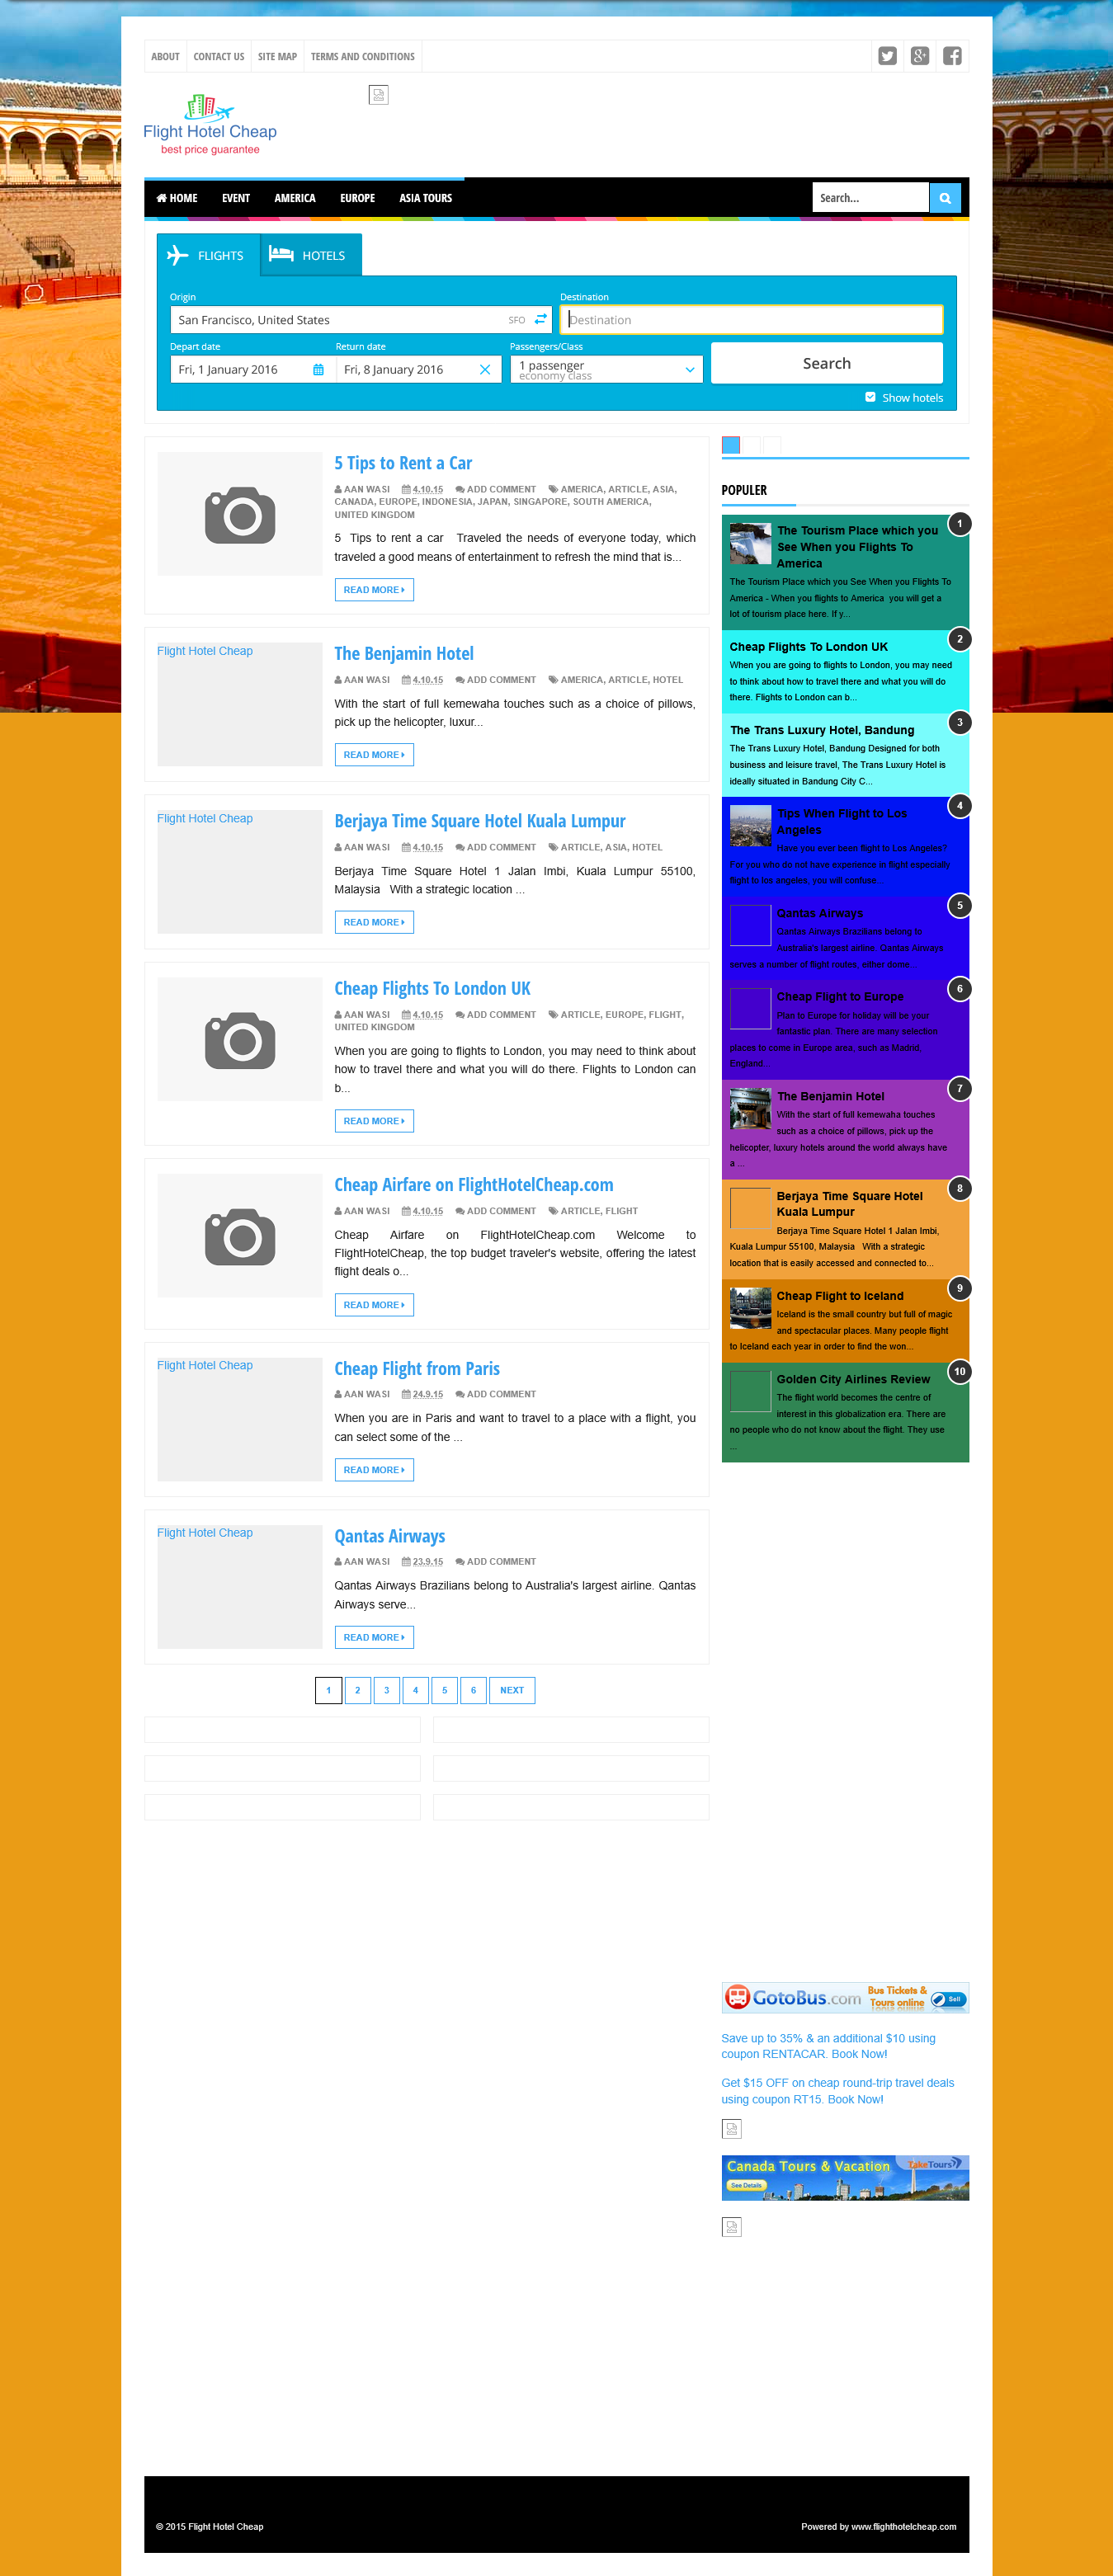 ABOUT
CONTACT US
SITE MAP
TERMS AND CONDITIONS
Flight Hotel Cheap
best price guarantee
HOME
EVENT
AMERICA
EUROPE
ASIA TOURS
Search...
FLIGHTS
HOTELS
Origin
Destination
San Francisco, United States
SFO
Destination
Depart date
Return date
Passengers/Class
Fri, 1 January 2016
Fri, 8 January 2016
1 passenger
economy class
Search
Show hotels
5 Tips to Rent a Car
AAN WASI 4.10.15 ADD COMMENT AMERICA, ARTICLE, ASIA,
CANADA, EUROPE, INDONESIA, JAPAN, SINGAPORE, SOUTH AMERICA,
UNITED KINGDOM
5 Tips to rent a car Traveled the needs of everyone today, which
traveled a good means of entertainment to refresh the mind that is...
READ MORE
Flight Hotel Cheap
The Benjamin Hotel
AAN WASI 4.10.15 ADD COMMENT AMERICA, ARTICLE, HOTEL
With the start of full kemewaha touches such as a choice of pillows,
pick up the helicopter, luxur...
READ MORE
Flight Hotel Cheap
Berjaya Time Square Hotel Kuala Lumpur
AAN WASI 4.10.15 ADD COMMENT ARTICLE, ASIA, HOTEL
Berjaya Time Square Hotel 1 Jalan Imbi, Kuala Lumpur 55100,
Malaysia With a strategic location ...
READ MORE
Cheap Flights To London UK
AAN WASI 4.10.15 ADD COMMENT ARTICLE, EUROPE, FLIGHT,
UNITED KINGDOM
When you are going to flights to London, you may need to think about
how to travel there and what you will do there. Flights to London can
b...
READ MORE
Cheap Airfare on FlightHotelCheap.com
AAN WASI 4.10.15 ADD COMMENT ARTICLE, FLIGHT
Cheap Airfare on FlightHotelCheap.com Welcome to
FlightHotelCheap, the top budget traveler's website, offering the latest
flight deals o...
READ MORE
Flight Hotel Cheap
Cheap Flight from Paris
AAN WASI 24.9.15 ADD COMMENT
When you are in Paris and want to travel to a place with a flight, you
can select some of the ...
READ MORE
Flight Hotel Cheap
Qantas Airways
AAN WASI 23.9.15 ADD COMMENT
Qantas Airways Brazilians belong to Australia's largest airline. Qantas
Airways serve...
READ MORE
1 2 3 4 5 6 NEXT
POPULER
1
The Tourism Place which you
See When you Flights To
America
The Tourism Place which you See When you Flights To
America - When you flights to America you will get a
lot of tourism place here. If y...
2
Cheap Flights To London UK
When you are going to flights to London, you may need
to think about how to travel there and what you will do
there. Flights to London can b...
3
The Trans Luxury Hotel, Bandung
The Trans Luxury Hotel, Bandung Designed for both
business and leisure travel, The Trans Luxury Hotel is
ideally situated in Bandung City C...
4
Tips When Flight to Los
Angeles
Have you ever been flight to Los Angeles?
For you who do not have experience in flight especially
flight to los angeles, you will confuse...
5
Qantas Airways
Qantas Airways Brazilians belong to
Australia's largest airline. Qantas Airways
serves a number of flight routes, either dome...
6
Cheap Flight to Europe
Plan to Europe for holiday will be your
fantastic plan. There are many selection
places to come in Europe area, such as Madrid,
England...
7
The Benjamin Hotel
With the start of full kemewaha touches
such as a choice of pillows, pick up the
helicopter, luxury hotels around the world always have
a ...
8
Berjaya Time Square Hotel
Kuala Lumpur
Berjaya Time Square Hotel 1 Jalan Imbi,
Kuala Lumpur 55100, Malaysia With a strategic
location that is easily accessed and connected to...
9
Cheap Flight to Iceland
Iceland is the small country but full of magic
and spectacular places. Many people flight
to Iceland each year in order to find the won...
10
Golden City Airlines Review
The flight world becomes the centre of
interest in this globalization era. There are
no people who do not know about the flight. They use
...
GotoBus.com
Bus Tickets &
Tours online
Sell
Save up to 35% & an additional $10 using
coupon RENTACAR. Book Now!
Get $15 OFF on cheap round-trip travel deals
using coupon RT15. Book Now!
Canada Tours & Vacation
TakeTours
See Details
© 2015 Flight Hotel Cheap
Powered by www.flighthotelcheap.com